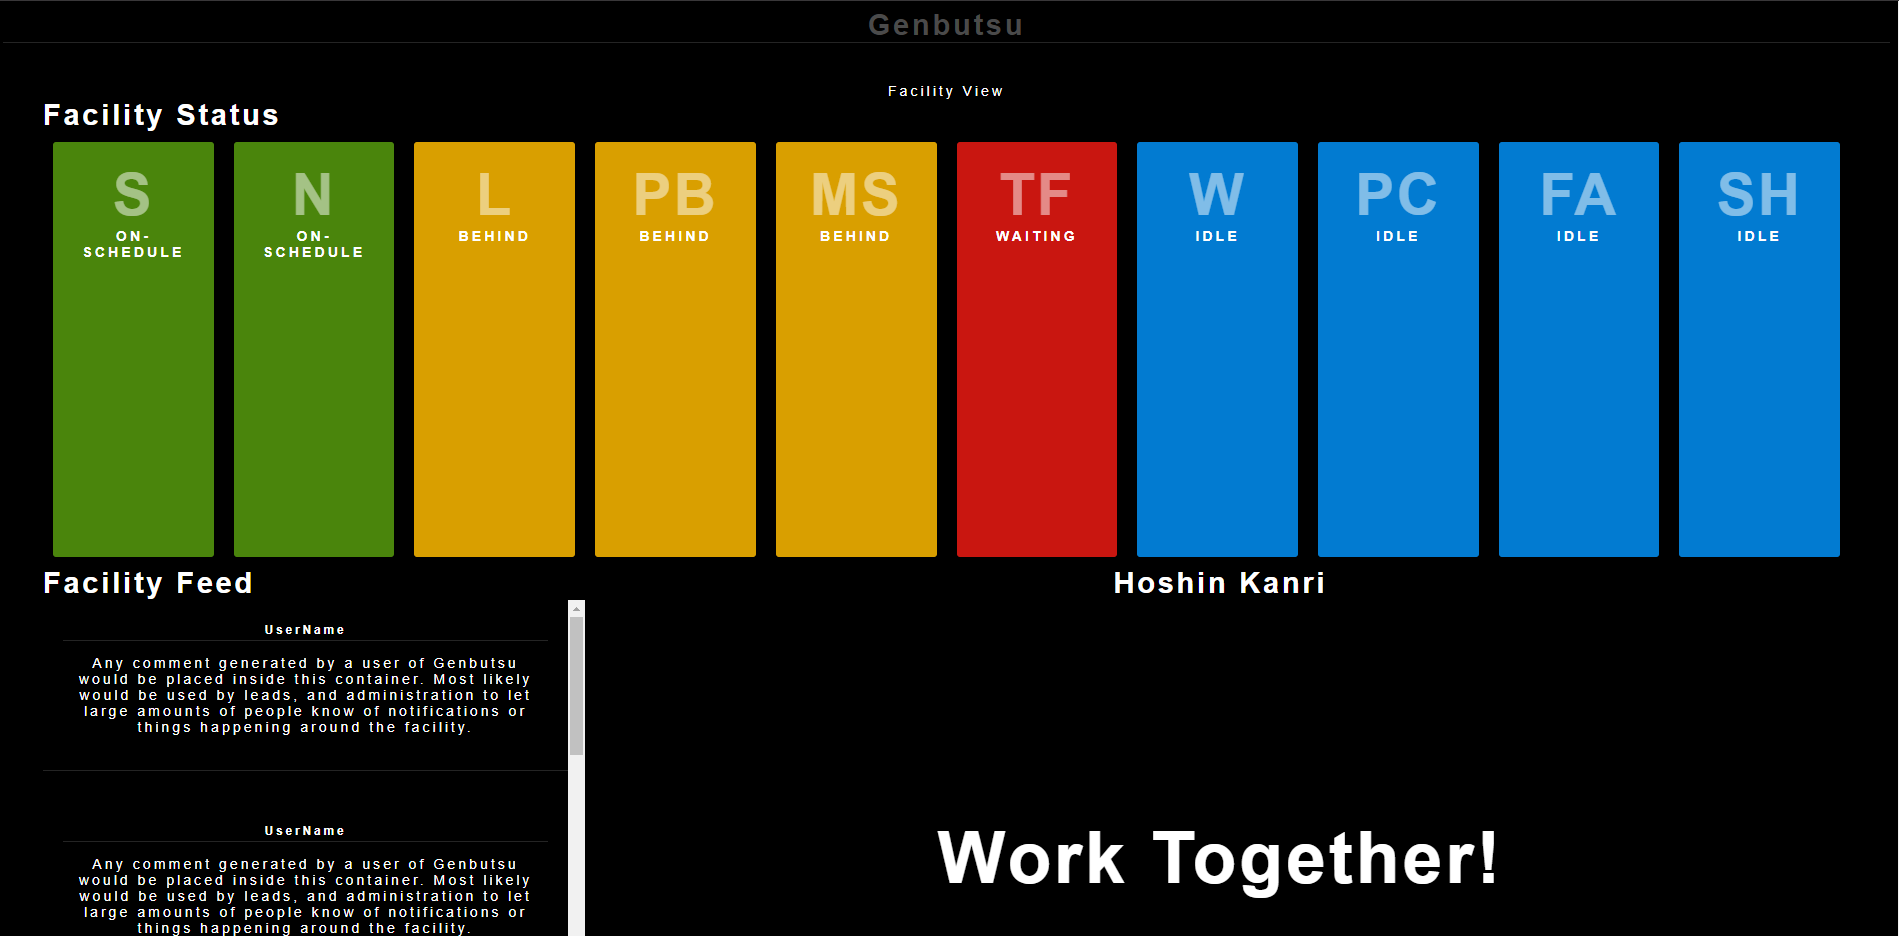 Genbutsu
Facility View
Facility Status
S
ON-
SCHEDULE
N
ON-
SCHEDULE
L
BEHIND
PB
BEHIND
MS
BEHIND
TF
WAITING
W
IDLE
PC
IDLE
FA
IDLE
SH
IDLE
Facility Feed
UserName
Any comment generated by a user of Genbutsu
would be placed inside this container. Most likely
would be used by leads, and administration to let
large amounts of people know of notifications or
things happening around the facility.
UserName
Any comment generated by a user of Genbutsu
would be placed inside this container. Most likely
would be used by leads, and administration to let
large amounts of people know of notifications or
things happening around the facility.
Hoshin Kanri
Work Together!